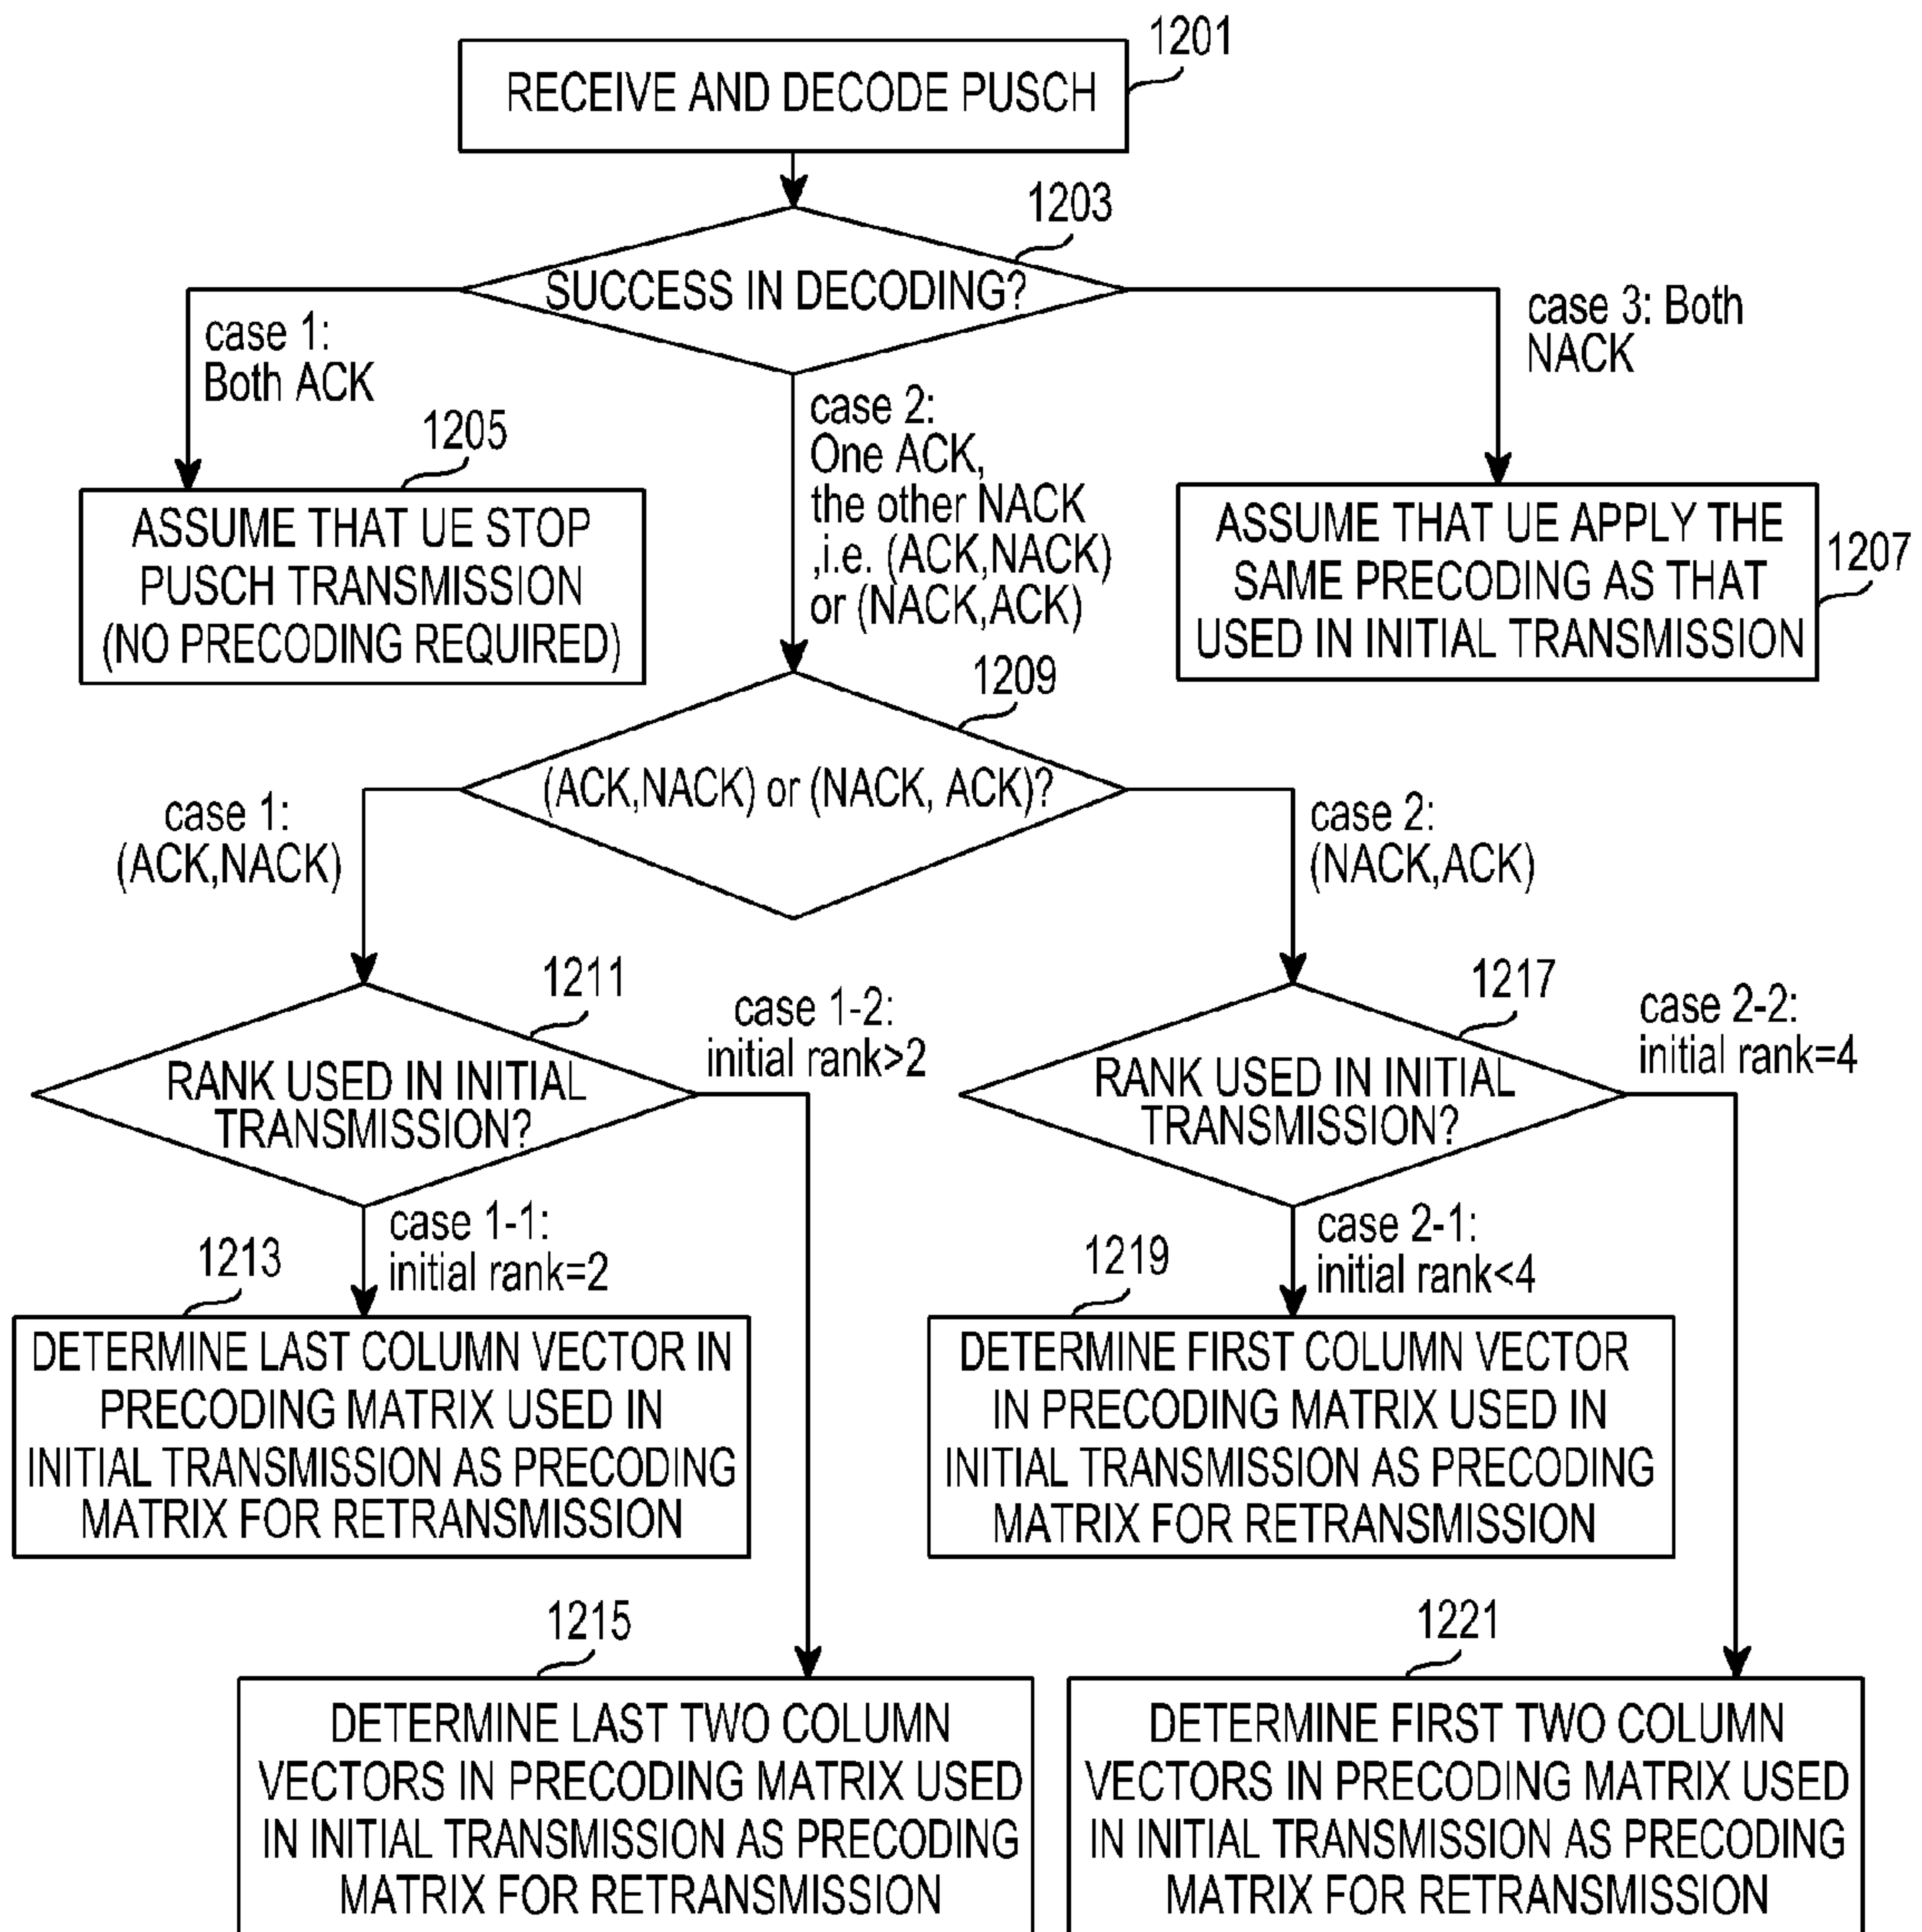 1201
RECEIVE AND DECODE PUSCH
1203
SUCCESS IN DECODING?
case 1:
Both ACK
case 2:
One ACK,
the other NACK
,i.e. (ACK,NACK)
or (NACK,ACK)
case 3: Both
NACK
1205
ASSUME THAT UE STOP
PUSCH TRANSMISSION
(NO PRECODING REQUIRED)
ASSUME THAT UE APPLY THE
SAME PRECODING AS THAT
USED IN INITIAL TRANSMISSION
1207
1209
(ACK,NACK) or (NACK, ACK)?
case 1:
(ACK,NACK)
case 2:
(NACK,ACK)
1211
RANK USED IN INITIAL
TRANSMISSION?
case 1-2:
initial rank>2
1217
RANK USED IN INITIAL
TRANSMISSION?
case 2-2:
initial rank=4
case 1-1:
initial rank=2
1213
DETERMINE LAST COLUMN VECTOR IN
PRECODING MATRIX USED IN
INITIAL TRANSMISSION AS PRECODING
MATRIX FOR RETRANSMISSION
case 2-1:
initial rank<4
1219
DETERMINE FIRST COLUMN VECTOR
IN PRECODING MATRIX USED IN
INITIAL TRANSMISSION AS PRECODING
MATRIX FOR RETRANSMISSION
1215
DETERMINE LAST TWO COLUMN
VECTORS IN PRECODING MATRIX USED
IN INITIAL TRANSMISSION AS PRECODING
MATRIX FOR RETRANSMISSION
1221
DETERMINE FIRST TWO COLUMN
VECTORS IN PRECODING MATRIX USED
IN INITIAL TRANSMISSION AS PRECODING
MATRIX FOR RETRANSMISSION